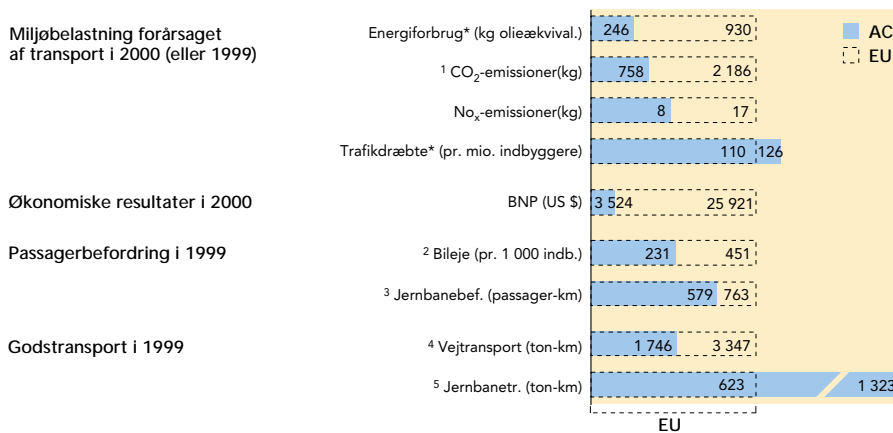 Miljøbelastning forårsaget
af transport i 2000 (eller 1999)
Energiforbrug* (kg olieækvival.) 246 930
AC
EU
1 CO2-emissioner(kg) 758 2 186
Nox-emissioner(kg) 8 17
Trafikdræbte* (pr. mio. indbyggere) 110 126
Økonomiske resultater i 2000 BNP (US $) 3 524 25 921
Passagerbefordring i 1999 2 Bileje (pr. 1 000 indb.) 231 451
3 Jernbanebef. (passager-km) 579 763
Godstransport i 1999 4 Vejtransport (ton-km) 1 746 3 347
5 Jernbanetr. (ton-km) 623 1 323
EU